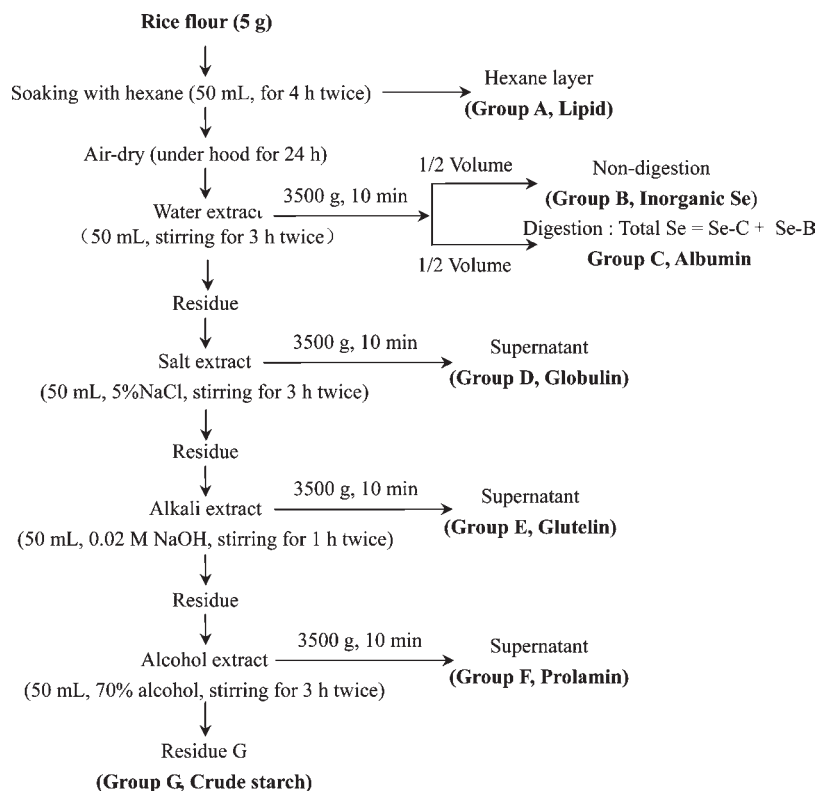 Rice flour (5 g)
Soaking with hexane (50 mL, for 4 h twice)
Hexane layer
(Group A, Lipid)
Air-dry (under hood for 24 h)
1/2 Volume
Non-digestion
(Group B, Inorganic Se)
Water extract
3500 g, 10 min
(50 mL, stirring for 3 h twice)
Digestion : Total Se = Se-C + Se-B
1/2 Volume
Group C, Albumin
Residue
3500 g, 10 min
Salt extract
Supernatant
(Group D, Globulin)
(50 mL, 5%NaCl, stirring for 3 h twice)
Residue
3500 g, 10 min
Alkali extract
Supernatant
(Group E, Glutelin)
(50 mL, 0.02 M NaOH, stirring for 1 h twice)
Residue
3500 g, 10 min
Alcohol extract
Supernatant
(Group F, Prolamin)
(50 mL, 70% alcohol, stirring for 3 h twice)
Residue G
(Group G, Crude starch)